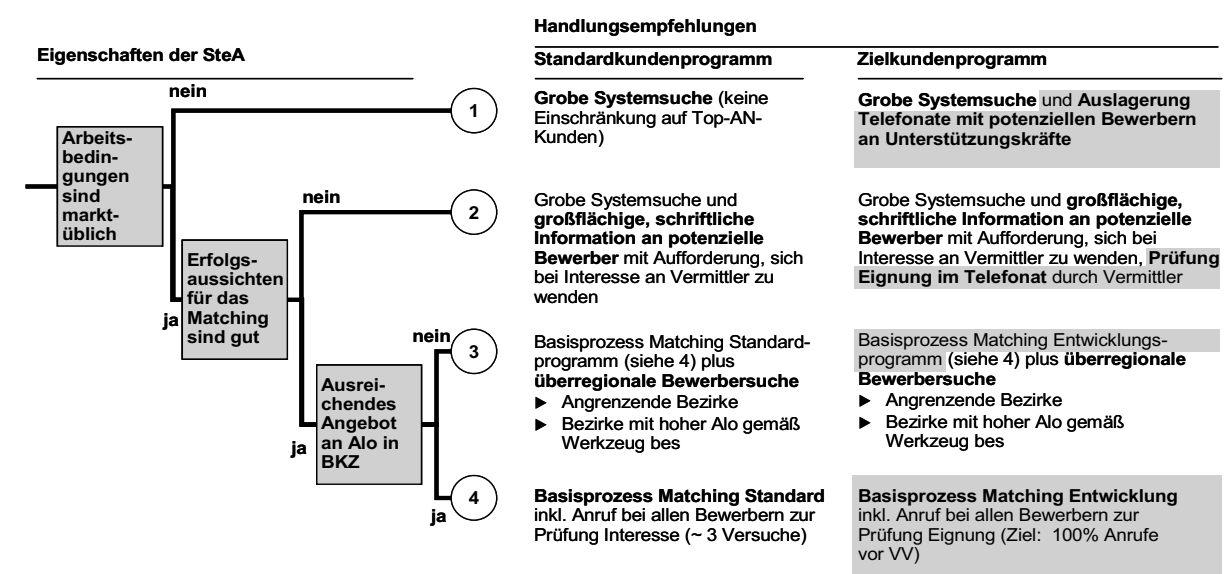 Handlungsempfehlungen
Eigenschaften der SteA
Standardkundenprogramm
Zielkundenprogramm
nein
1
Grobe Systemsuche (keine
Einschränkung auf Top-AN-
Kunden)
Grobe Systemsuche und Auslagerung
Telefonate mit potenziellen Bewerbern
an Unterstützungskräfte
Arbeits-
bedin-
gungen
sind
markt-
üblich
nein
2
Grobe Systemsuche und
großflächige, schriftliche
Information an potenzielle
Bewerber mit Aufforderung, sich
bei Interesse an Vermittler zu
wenden
Grobe Systemsuche und großflächige,
schriftliche Information an potenzielle
Bewerber mit Aufforderung, sich bei
Interesse an Vermittler zu wenden, Prüfung
Eignung im Telefonat durch Vermittler
ja
Erfolgs-
aussichten
für das
Matching
sind gut
nein
3
Basisprozess Matching Standard-
programm (siehe 4) plus
überregionale Bewerbersuche
► Angrenzende Bezirke
► Bezirke mit hoher Alo gemäß
Werkzeug bes
Basisprozess Matching Entwicklungs-
programm (siehe 4) plus überregionale
Bewerbersuche
► Angrenzende Bezirke
► Bezirke mit hoher Alo gemäß
Werkzeug bes
ja
Ausrei-
chendes
Angebot
an Alo in
BKZ
ja
4
Basisprozess Matching Standard
inkl. Anruf bei allen Bewerbern zur
Prüfung Interesse (~ 3 Versuche)
Basisprozess Matching Entwicklung
inkl. Anruf bei allen Bewerbern zur
Prüfung Eignung (Ziel: 100% Anrufe
vor VV)